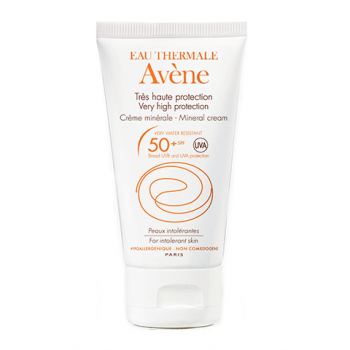 EAU THERMALE
Avène
Très haute protection
Very high protection
Crème minérale - Mineral cream
VERY WATER RESISTANT
50+ SPF
UVA
Broad UVB and UVA protection
Peaux intolérantes
For intolerant skin
HYPOALLERGENIQUE - NON-COMEDOGENE
PARIS